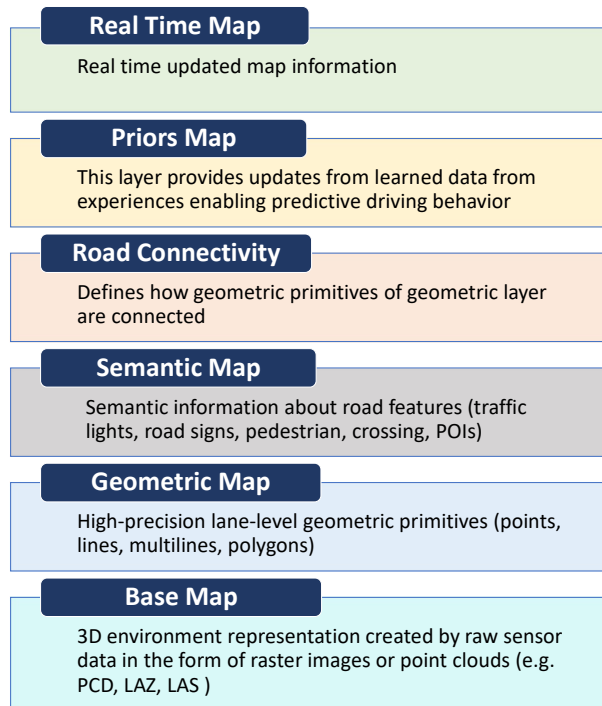 Real Time Map
Real time updated map information
Priors Map
This layer provides updates from learned data from
experiences enabling predictive driving behavior
Road Connectivity
Defines how geometric primitives of geometric layer
are connected
Semantic Map
Semantic information about road features (traffic
lights, road signs, pedestrian, crossing, POIs)
Geometric Map
High-precision lane-level geometric primitives (points,
lines, multilines, polygons)
Base Map
3D environment representation created by raw sensor
data in the form of raster images or point clouds (e.g.
PCD, LAZ, LAS )